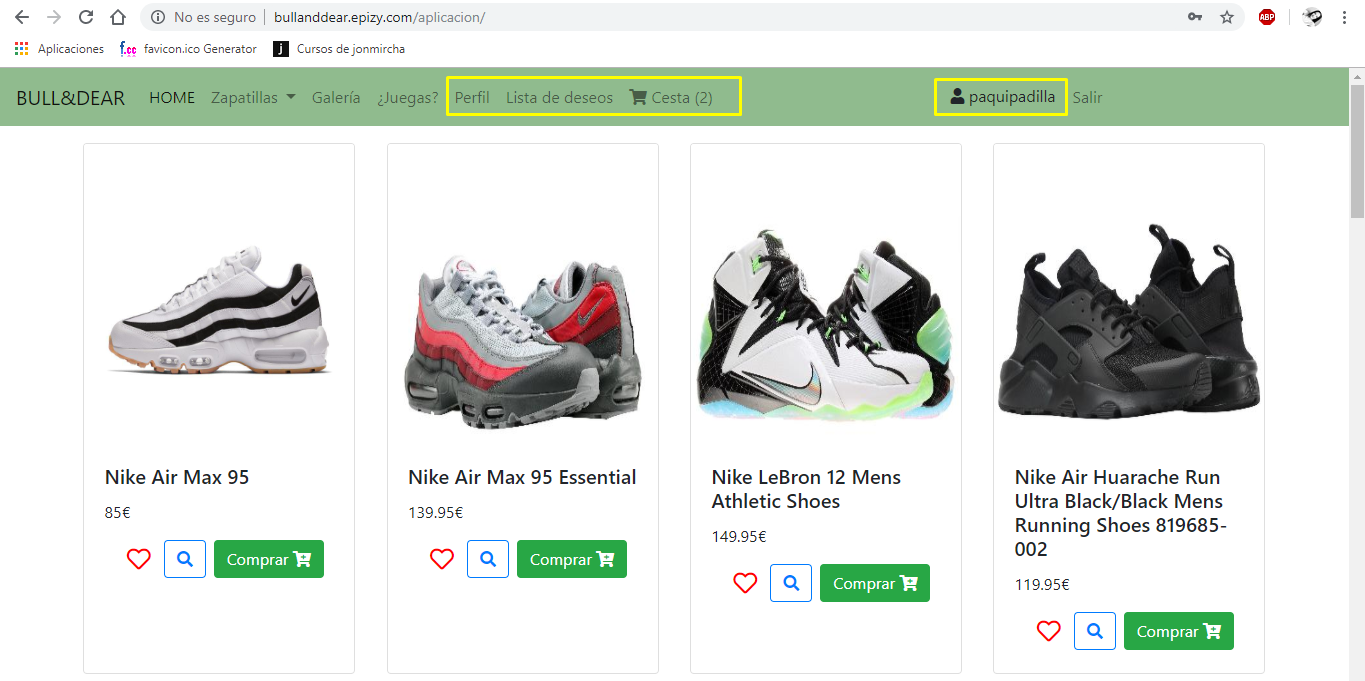 No es seguro | bullanddear.epizy.com/aplicacion/ ABP
Aplicaciones f.cc favicon.ico Generator j Cursos de jonmircha
BULL&DEAR HOME Zapatillas Galería ¿Juegas? Perfil Lista de deseos Cesta (2) paquipadilla Salir
Nike Air Max 95
85€
Comprar
Nike Air Max 95 Essential
139.95€
Comprar
Nike LeBron 12 Mens
Athletic Shoes
149.95€
Comprar
Nike Air Huarache Run
Ultra Black/Black Mens
Running Shoes 819685-
002
119.95€
Comprar